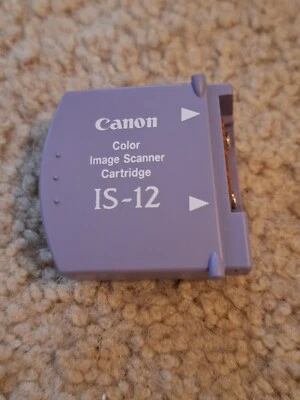 Canon
Color
Image Scanner
Cartridge
IS-12